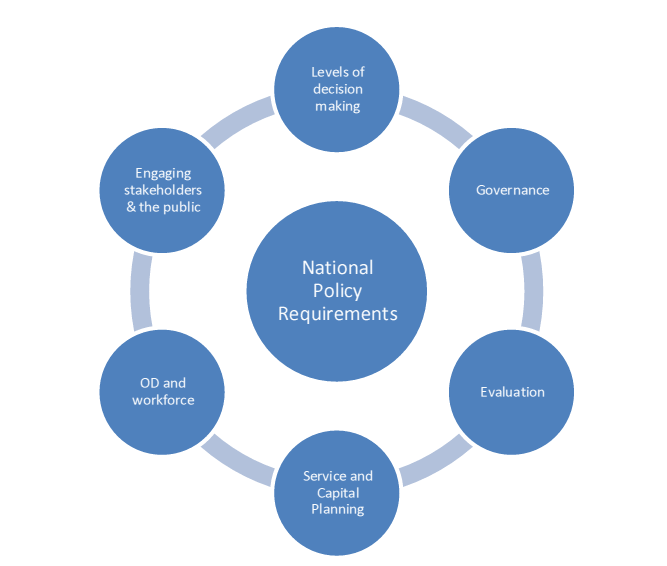 Levels of
decision
making
Governance
Evaluation
Service and
Capital
Planning
OD and
workforce
Engaging
stakeholders
& the public
National
Policy
Requirements